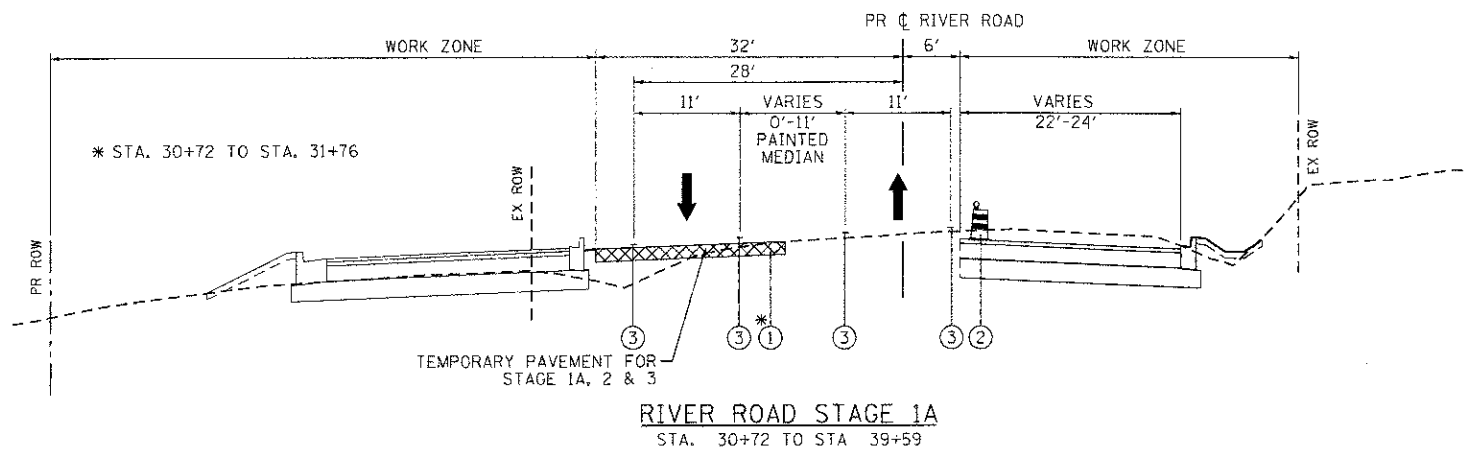 PR ℄ RIVER ROAD
WORK ZONE
32'
6'
WORK ZONE
28'
11'
VARIES
0'-11'
PAINTED
MEDIAN
11'
VARIES
22'-24'
* STA. 30+72 TO STA. 31+76
PR ROW
EX ROW
EX ROW
3
3
*
1
3
3
2
TEMPORARY PAVEMENT FOR
STAGE 1A, 2 & 3
RIVER ROAD STAGE 1A
STA. 30+72 TO STA 39+59